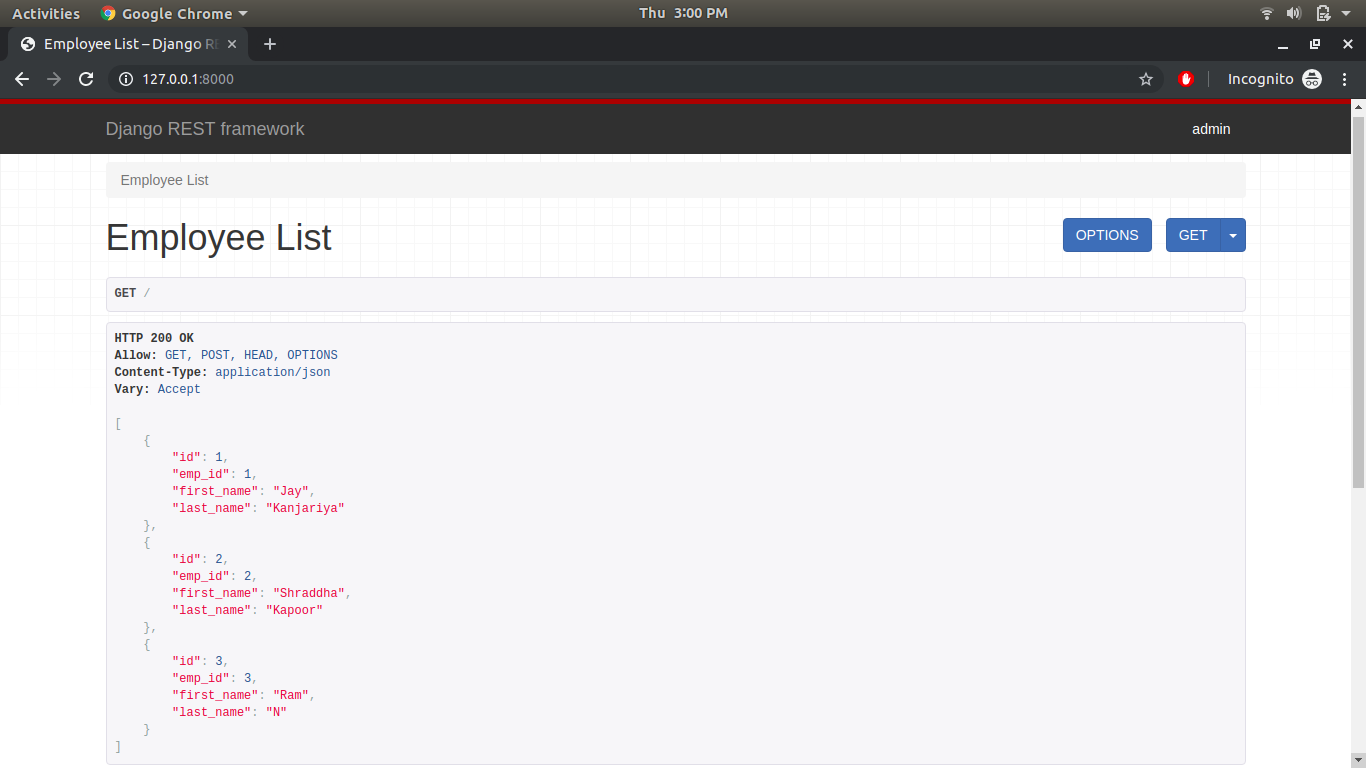 Activities Google Chrome Thu 3:00 PM
Employee List – Django RE
127.0.0.1:8000 Incognito
Django REST framework admin
Employee List
Employee List OPTIONS GET
GET /
HTTP 200 OK
Allow: GET, POST, HEAD, OPTIONS
Content-Type: application/json
Vary: Accept
[
    {
        "id": 1,
        "emp_id": 1,
        "first_name": "Jay",
        "last_name": "Kanjariya"
    },
    {
        "id": 2,
        "emp_id": 2,
        "first_name": "Shraddha",
        "last_name": "Kapoor"
    },
    {
        "id": 3,
        "emp_id": 3,
        "first_name": "Ram",
        "last_name": "N"
    }
]